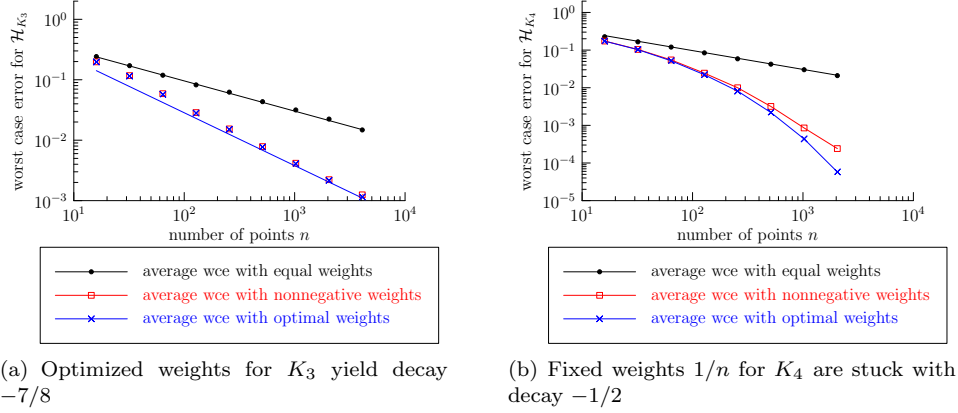 10^0
10^-1
10^-2
10^-3
worst case error for H_{K_3}
10^1
10^2
10^3
10^4
number of points n
average wce with equal weights
average wce with nonnegative weights
average wce with optimal weights
(a) Optimized weights for K_3 yield decay
−7/8
10^0
10^-1
10^-2
10^-3
10^-4
10^-5
worst case error for H_{K_4}
10^1
10^2
10^3
10^4
number of points n
average wce with equal weights
average wce with nonnegative weights
average wce with optimal weights
(b) Fixed weights 1/n for K_4 are stuck with
decay −1/2